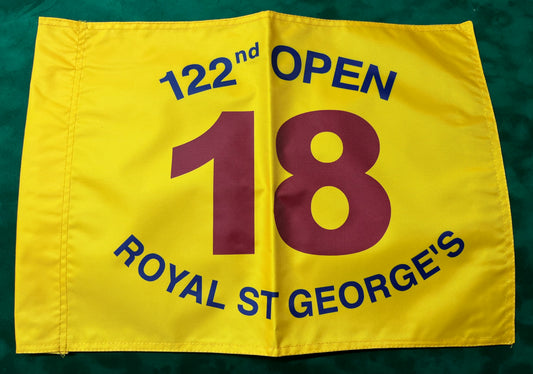 122nd OPEN
18
ROYAL ST GEORGE'S